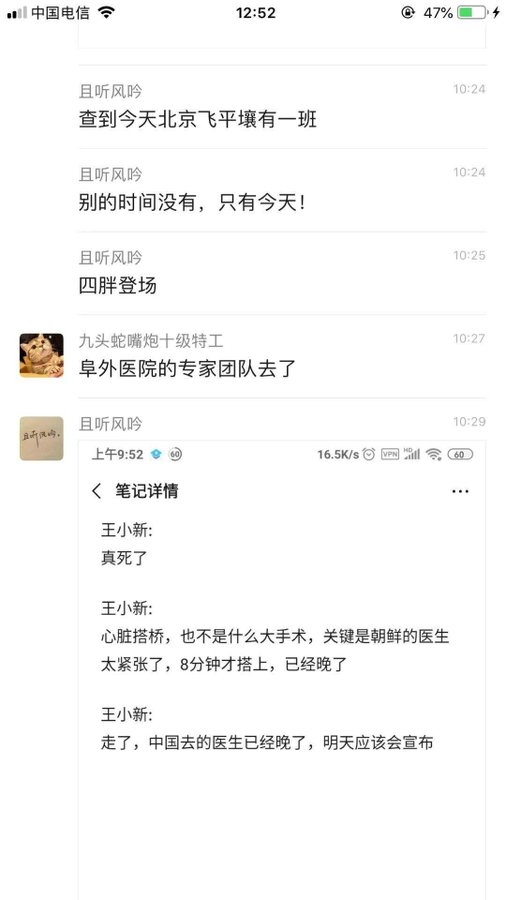 中国电信 12:52 47%
且听风吟 10:24
查到今天北京飞平壤有一班
且听风吟 10:24
别的时间没有，只有今天！
且听风吟 10:25
四胖登场
九头蛇嘴炮十级特工 10:27
阜外医院的专家团队去了
且听风吟 10:29
且听风吟。
上午9:52 60 16.5K/s VPN HD 60
笔记详情
王小新:
真死了
王小新:
心脏搭桥，也不是什么大手术，关键是朝鲜的医生
太紧张了，8分钟才搭上，已经晚了
王小新:
走了，中国去的医生已经晚了，明天应该会宣布